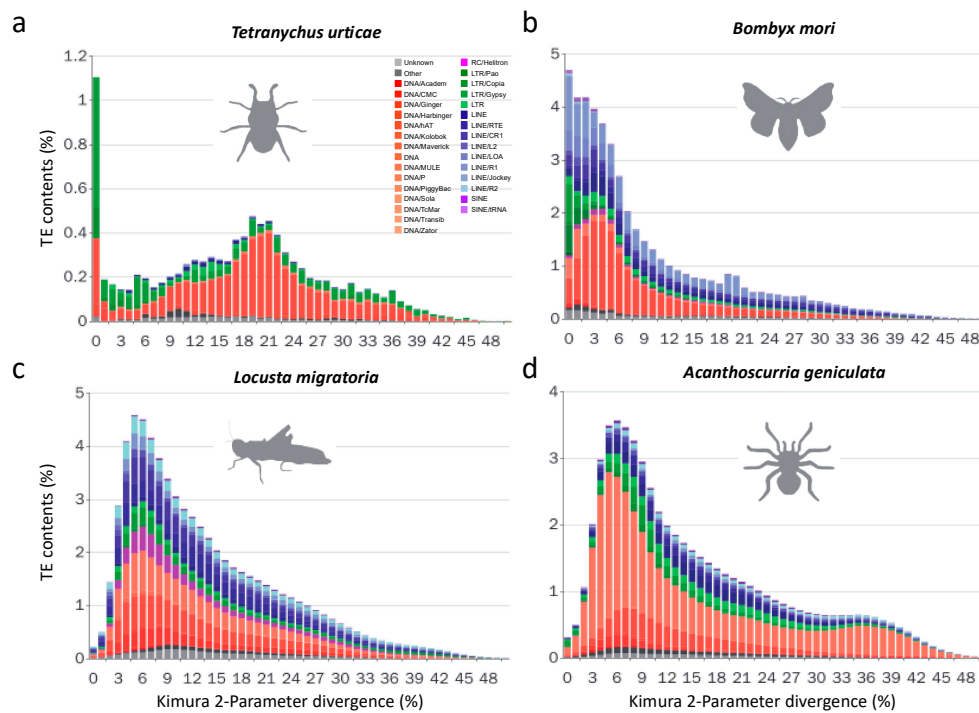 a
Tetranychus urticae
1.2
1
0.8
0.6
0.4
0.2
0
TE contents (%)
0 3 6 9 12 15 18 21 24 27 30 33 36 39 42 45 48
Unknown
Other
DNA/Academ
DNA/CMC
DNA/Ginger
DNA/Harbinger
DNA/hAT
DNA/Kolobok
DNA/Maverick
DNA
DNA/MULE
DNA/P
DNA/PiggyBac
DNA/Sola
DNA/TcMar
DNA/Transib
DNA/Zator
RC/Helitron
LTR/Pao
LTR/Copia
LTR/Gypsy
LTR
LINE
LINE/RTE
LINE/CR1
LINE/L2
LINE/LOA
LINE/R1
LINE/Jockey
LINE/R2
SINE
SINE/tRNA
b
Bombyx mori
5
4
3
2
1
0
0 3 6 9 12 15 18 21 24 27 30 33 36 39 42 45 48
c
Locusta migratoria
5
4
3
2
1
0
TE contents (%)
0 3 6 9 12 15 18 21 24 27 30 33 36 39 42 45 48
Kimura 2-Parameter divergence (%)
d
Acanthoscurria geniculata
4
3
2
1
0
0 3 6 9 12 15 18 21 24 27 30 33 36 39 42 45 48
Kimura 2-Parameter divergence (%)